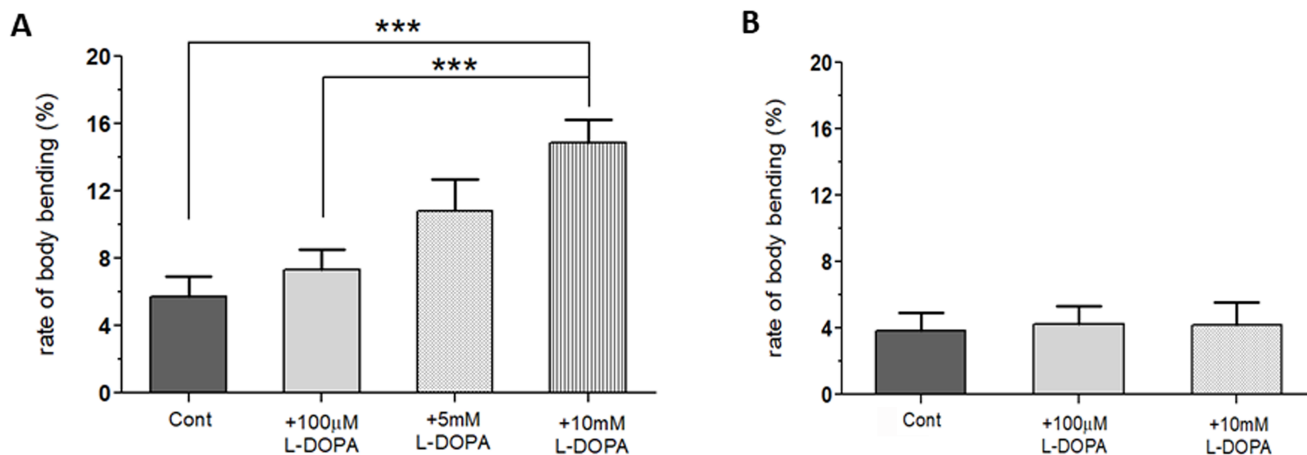 A
rate of body bending (%)
20
16
12
8
4
0
***
***
Cont
+100μM
L-DOPA
+5mM
L-DOPA
+10mM
L-DOPA
B
rate of body bending (%)
20
16
12
8
4
0
Cont
+100μM
L-DOPA
+10mM
L-DOPA